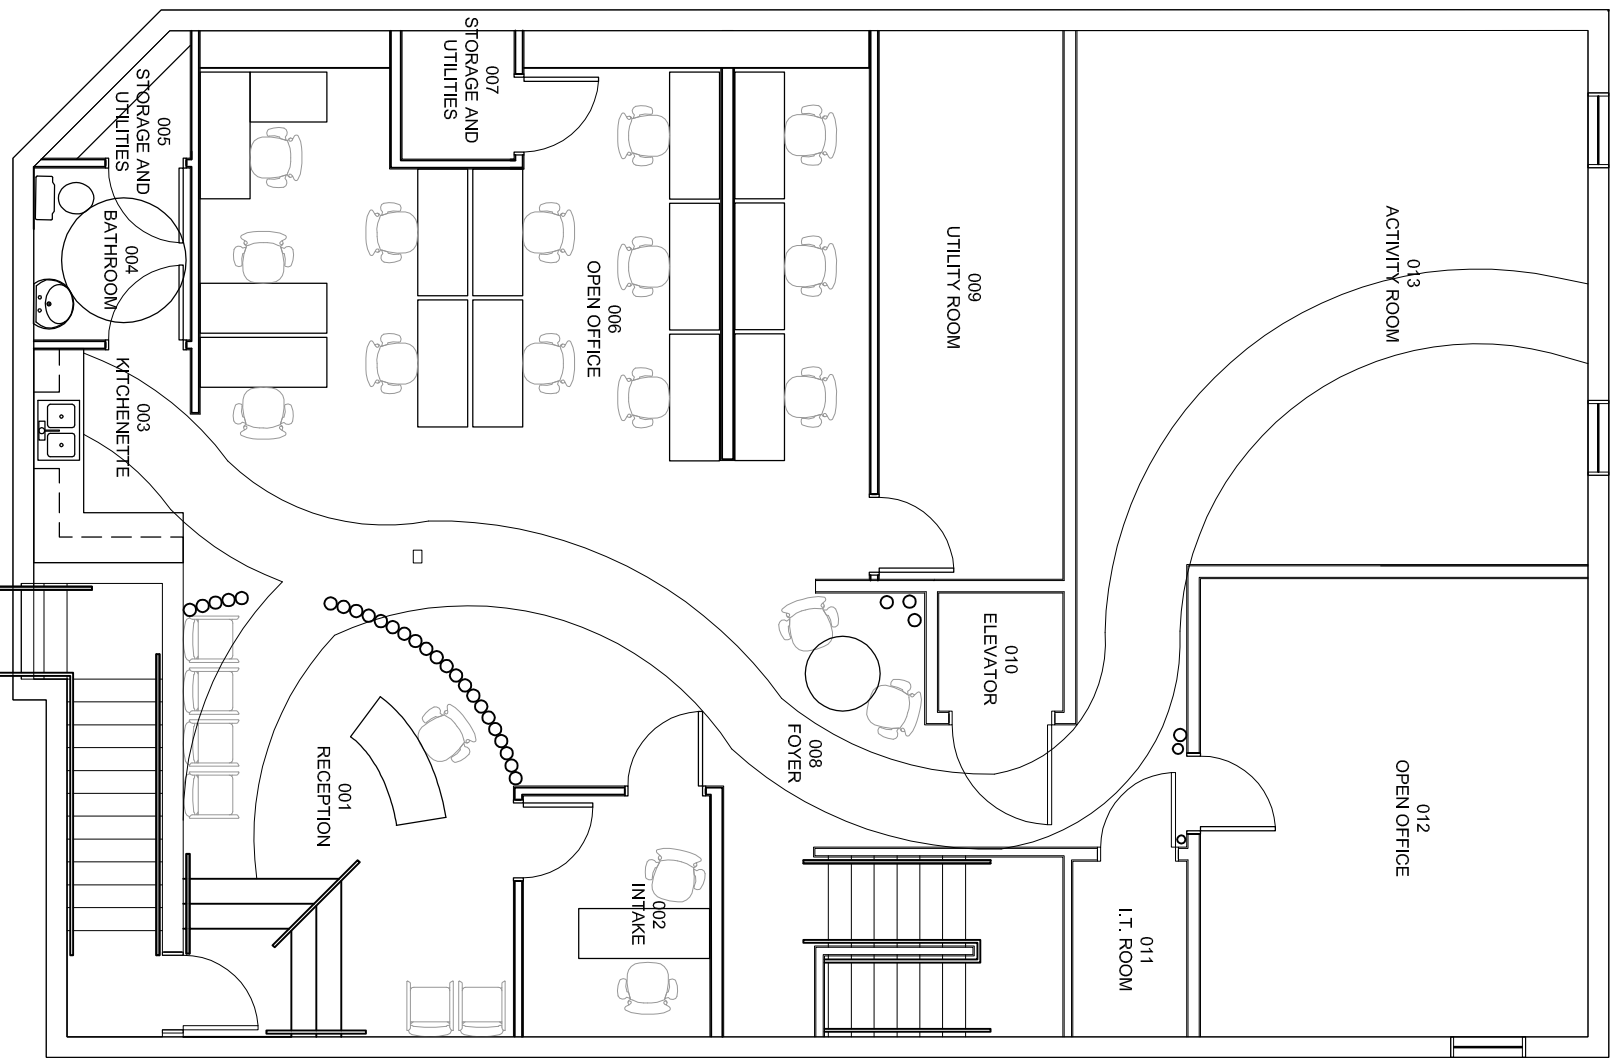 001
RECEPTION
002
INTAKE
003
KITCHENETTE
004
BATHROOM
005
STORAGE AND
UTILITIES
006
OPEN OFFICE
007
STORAGE AND
UTILITIES
008
FOYER
009
UTILITY ROOM
010
ELEVATOR
011
I.T. ROOM
012
OPEN OFFICE
013
ACTIVITY ROOM